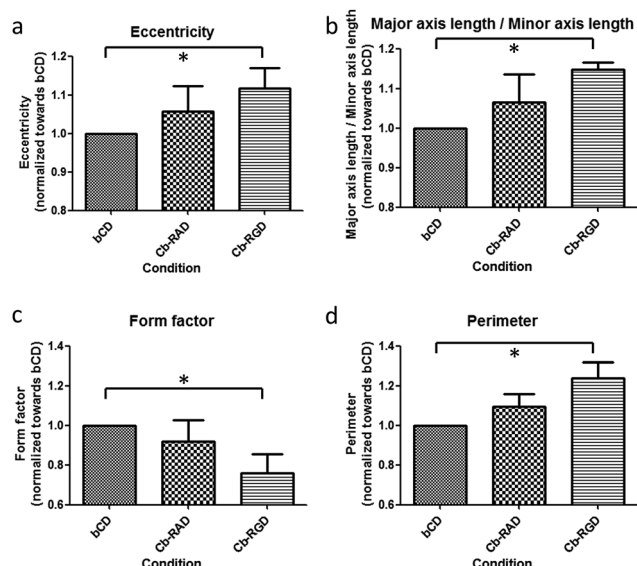 a
Eccentricity
*
1.2
1.1
1.0
0.9
0.8
Eccentricity
(normalized towards bCD)
bCD
Cb-RAD
Cb-RGD
Condition
b
Major axis length / Minor axis length
*
1.2
1.1
1.0
0.9
0.8
Major axis length / Minor axis length
(normalized towards bCD)
bCD
Cb-RAD
Cb-RGD
Condition
c
Form factor
*
1.4
1.2
1.0
0.8
0.6
Form factor
(normalized towards bCD)
bCD
Cb-RAD
Cb-RGD
Condition
d
Perimeter
*
1.4
1.2
1.0
0.8
0.6
Perimeter
(normalized towards bCD)
bCD
Cb-RAD
Cb-RGD
Condition